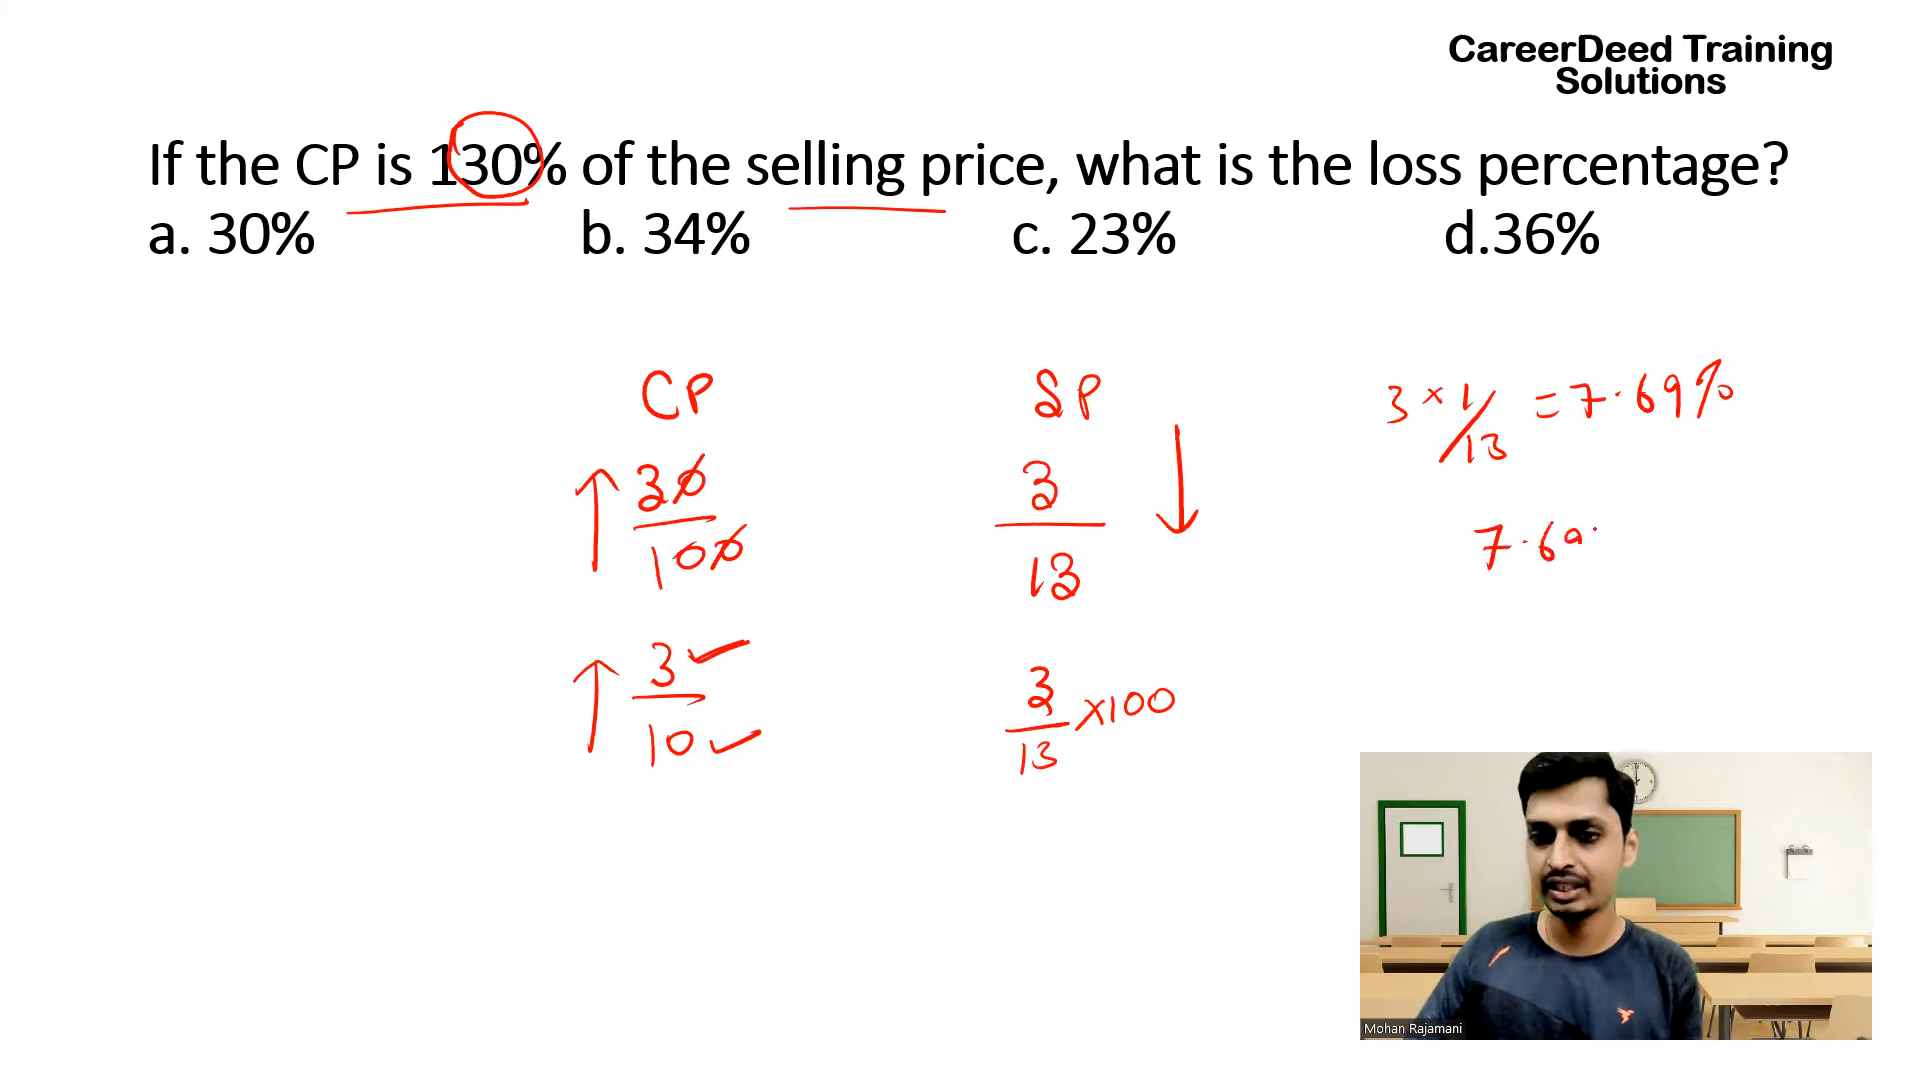 CareerDeed Training
Solutions
If the CP is 130% of the selling price, what is the loss percentage?
a. 30% b. 34% c. 23% d.36%
CP SP
30/100 3/13
3/10 3/13 ×100
3 × 1/13 = 7.69%
7.69
Mohan Rajamani